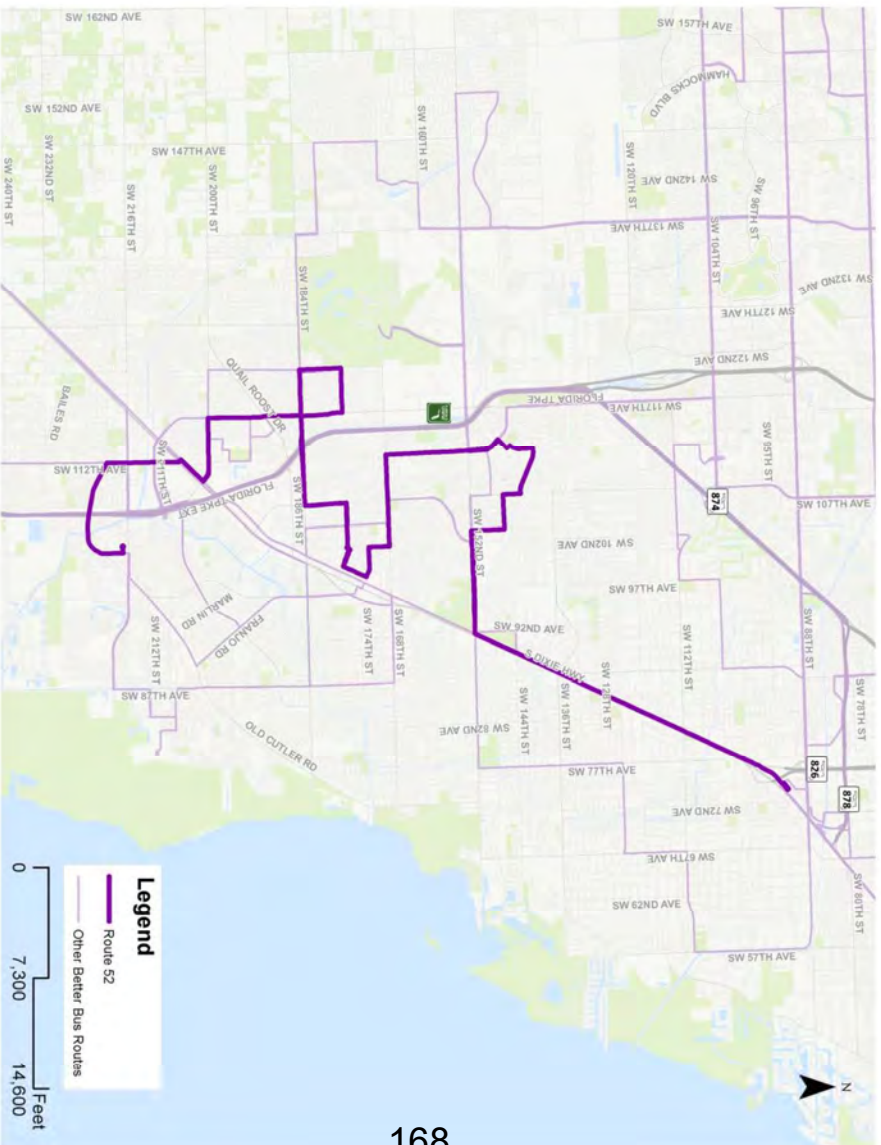 SW 162ND AVE
SW 157TH AVE
HAMMOCKS BLVD
SW 152ND AVE
SW 147TH AVE
SW 232ND ST
SW 240TH ST
SW 216TH ST
SW 200TH ST
SW 160TH ST
SW 120TH ST
SW 142ND AVE
SW 96TH ST
SW 137TH AVE
SW 104TH ST
SW 132ND AVE
SW 184TH ST
SW 127TH AVE
SW 122ND AVE
QUAIL ROOST DR
FLORIDA TPKE
SW 117TH AVE
BAILES RD
SW 95TH ST
SW 112TH AVE
SW 211TH ST
FLORIDA TPKE EXT
SW 186TH ST
SW 152ND ST
874
SW 107TH AVE
SW 102ND AVE
SW 97TH AVE
MARLIN RD
FRANJO RD
SW 174TH ST
SW 168TH ST
SW 92ND AVE
SW 112TH ST
SW 88TH ST
SW 212TH ST
S DIXIE HWY
SW 128TH ST
SW 78TH ST
SW 87TH AVE
SW 144TH ST
SW 136TH ST
SW 82ND AVE
OLD CUTLER RD
SW 77TH AVE
826
878
SW 72ND AVE
SW 67TH AVE
SW 80TH ST
SW 62ND AVE
SW 57TH AVE
Legend
Route 52
Other Better Bus Routes
0 7,300 14,600
Feet
N
168